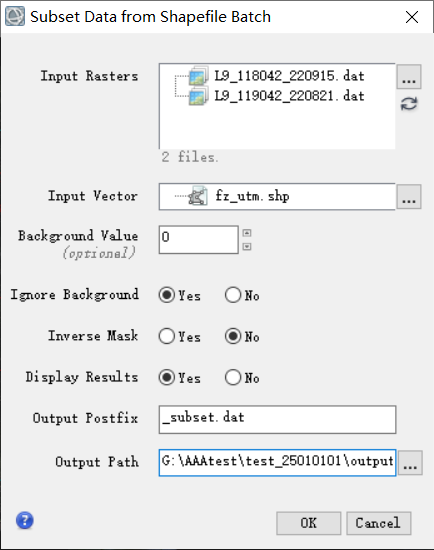 Subset Data from Shapefile Batch
Input Rasters
L9_118042_220915.dat
...
L9_119042_220821.dat
2 files.
Input Vector
fz_utm.shp
...
Background Value
0
(optional)
Ignore Background
Yes
No
Inverse Mask
Yes
No
Display Results
Yes
No
Output Postfix
_subset.dat
Output Path
G:\AAAtest\test_25010101\output
...
?
OK
Cancel